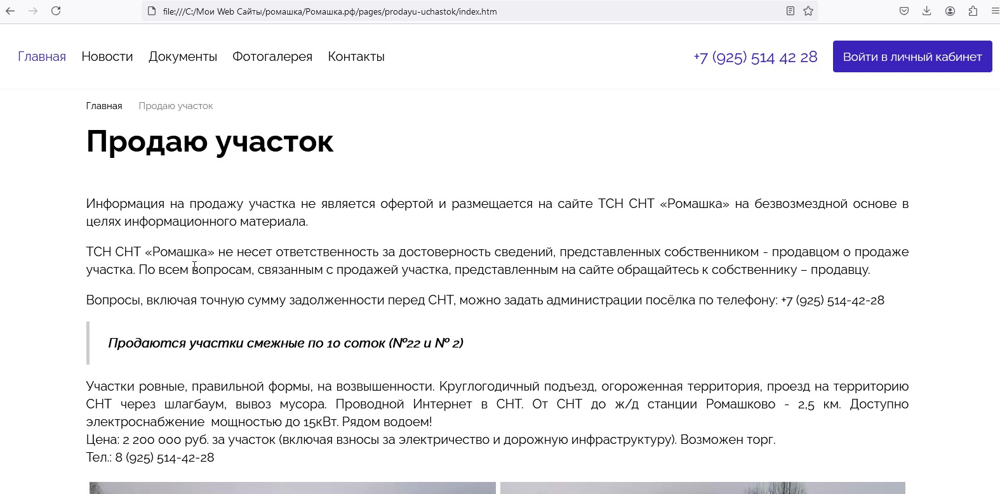 file:///C:/Мои Web Сайты/ромашка/Ромашка.рф/pages/prodayu-uchastok/index.htm
Главная Новости Документы Фотогалерея Контакты +7 (925) 514 42 28 Войти в личный кабинет
Главная Продаю участок
Продаю участок
Информация на продажу участка не является офертой и размещается на сайте ТСН СНТ «Ромашка» на безвозмездной основе в
целях информационного материала.
ТСН СНТ «Ромашка» не несет ответственность за достоверность сведений, представленных собственником - продавцом о продаже
участка. По всем вопросам, связанным с продажей участка, представленным на сайте обращайтесь к собственнику – продавцу.
Вопросы, включая точную сумму задолженности перед СНТ, можно задать администрации посёлка по телефону: +7 (925) 514-42-28
Продаются участки смежные по 10 соток (№22 и № 2)
Участки ровные, правильной формы, на возвышенности. Круглогодичный подъезд, огороженная территория, проезд на территорию
СНТ через шлагбаум, вывоз мусора. Проводной Интернет в СНТ. От СНТ до ж/д станции Ромашково - 2,5 км. Доступно
электроснабжение мощностью до 15кВт. Рядом водоем!
Цена: 2 200 000 руб. за участок (включая взносы за электричество и дорожную инфраструктуру). Возможен торг.
Тел.: 8 (925) 514-42-28